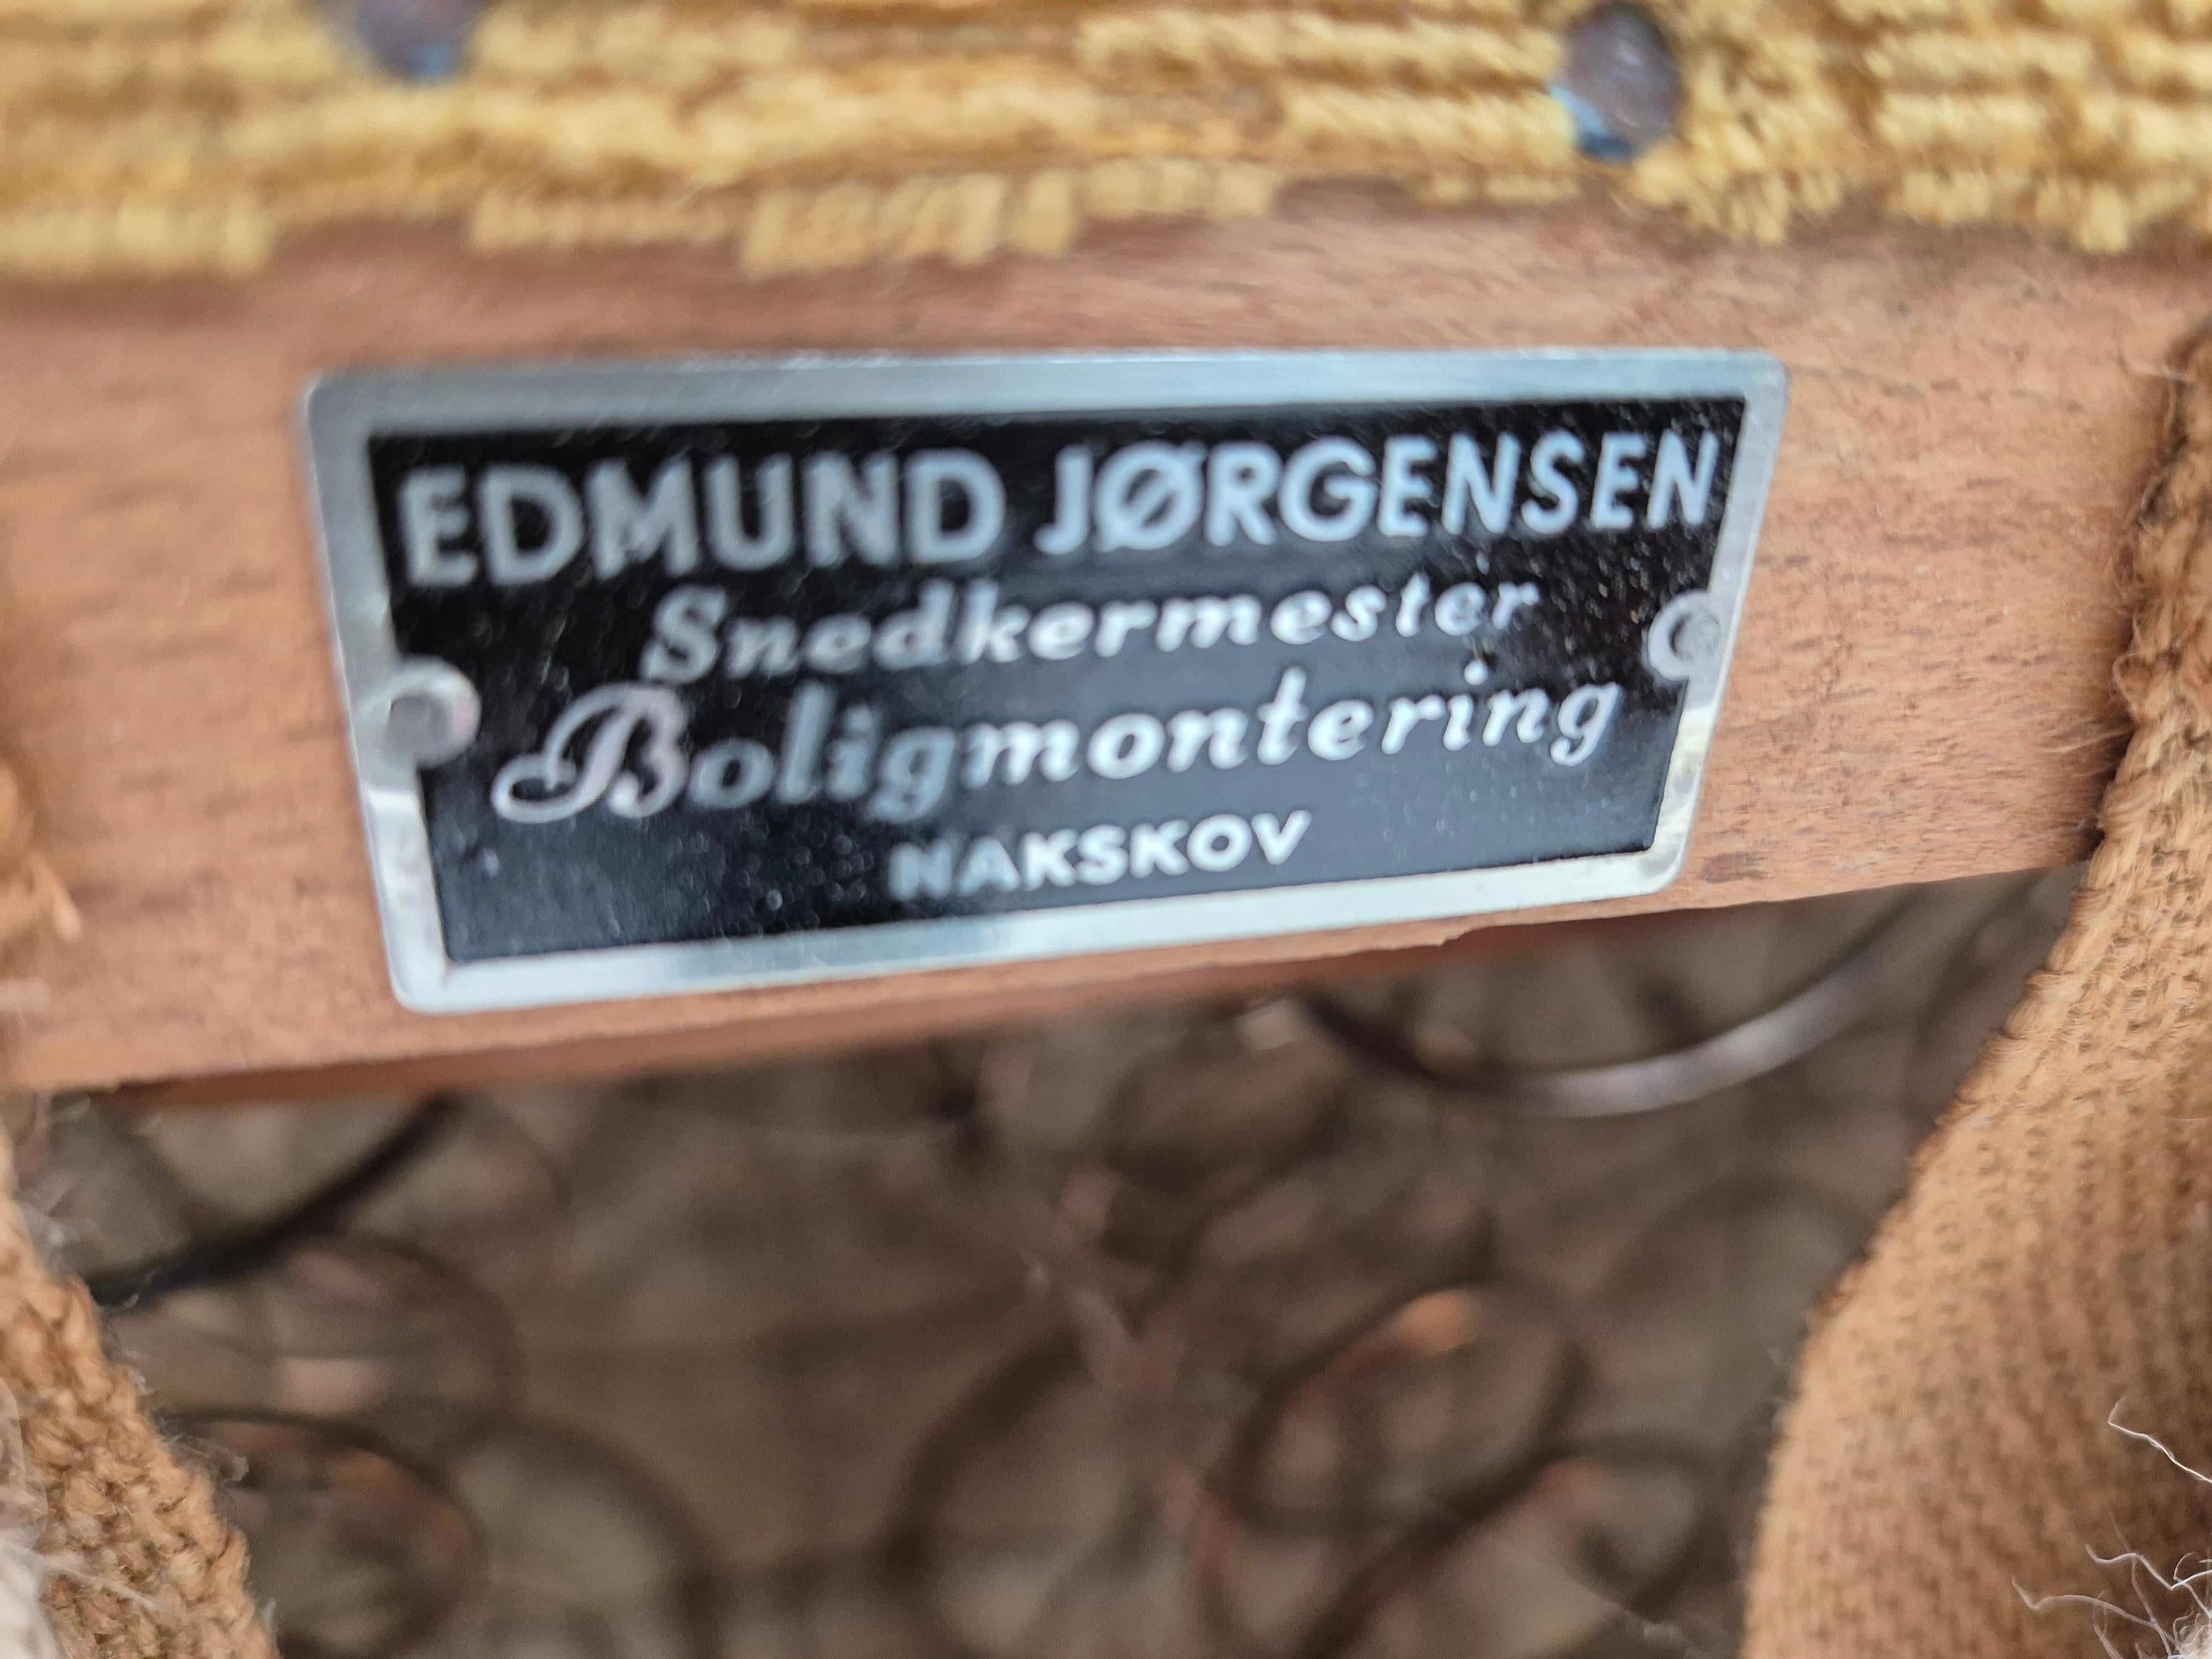 EDMUND JØRGENSEN
Snedkermester
Boligmontering
NAKSKOV